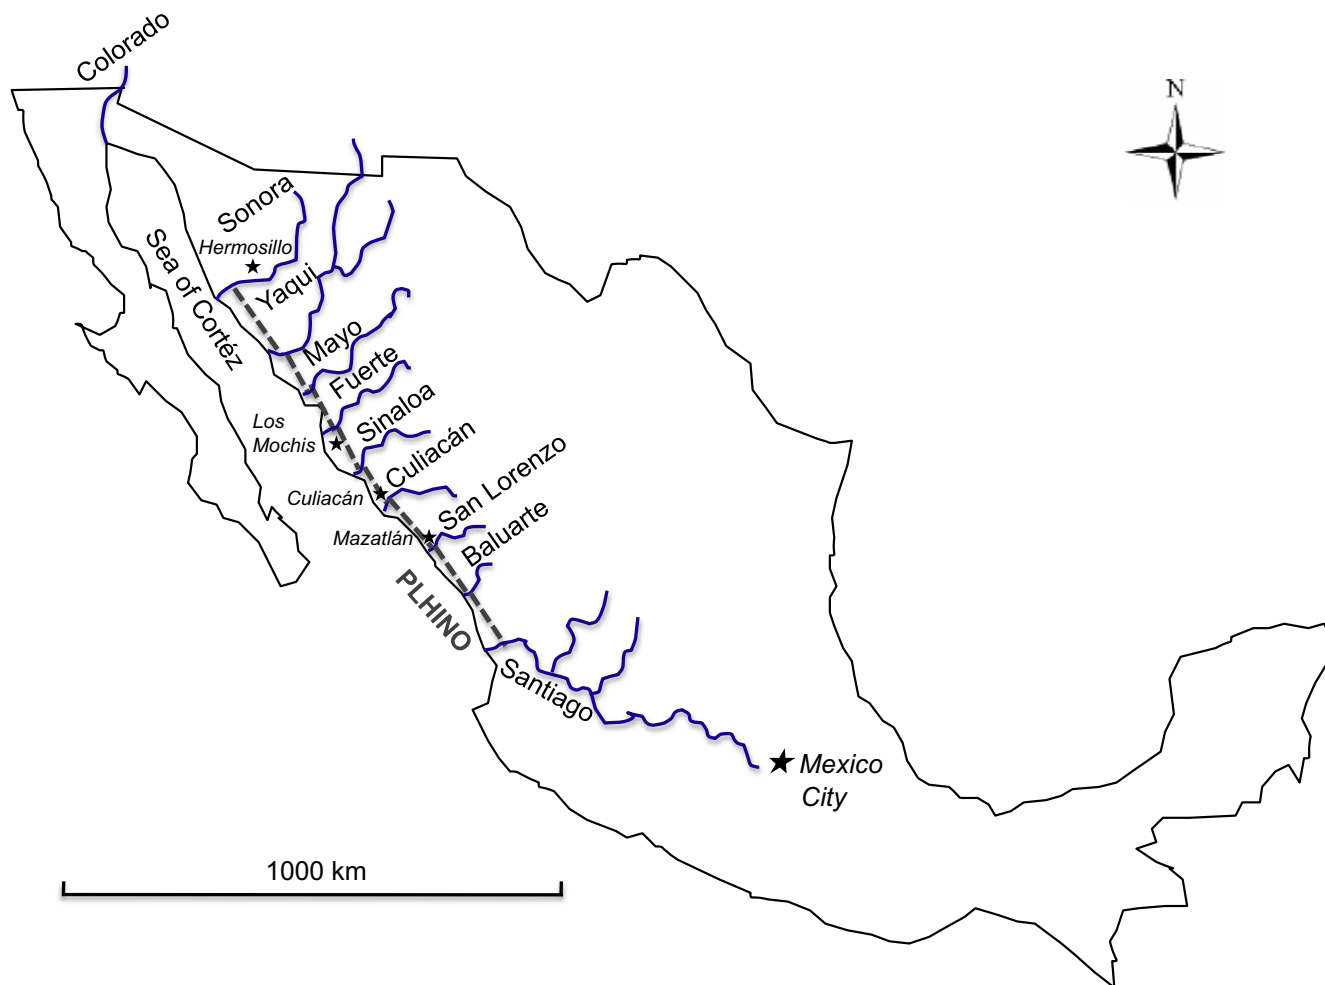 Colorado
N
Sonora
Hermosillo
Sea of Cortéz
Yaqui
Mayo
Fuerte
Los
Mochis
Sinaloa
Culiacán
Culiacán
San Lorenzo
Mazatlán
Baluarte
PLHINO
Santiago
Mexico
City
1000 km